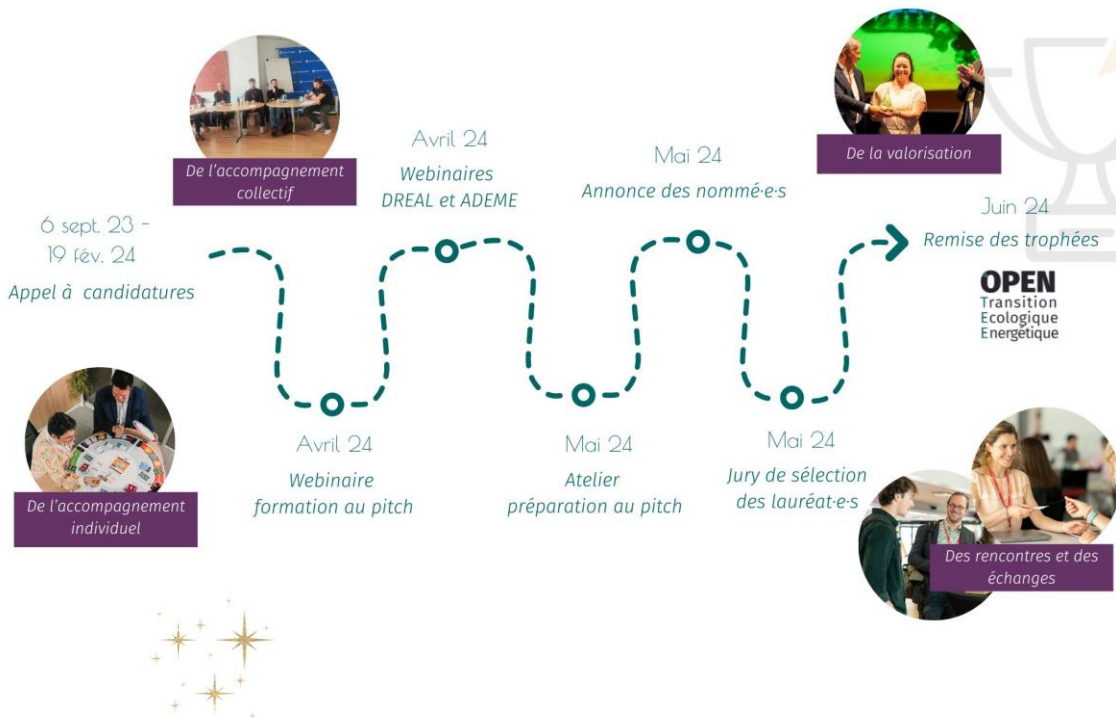 De l'accompagnement
collectif
Avril 24
Webinaires
DREAL et ADEME
Mai 24
Annonce des nommé·e·s
De la valorisation
6 sept. 23 -
19 fév. 24
Appel à candidatures
Juin 24
Remise des trophées
OPEN
Transition
Ecologique
Energétique
De l'accompagnement
individuel
Avril 24
Webinaire
formation au pitch
Mai 24
Atelier
préparation au pitch
Mai 24
Jury de sélection
des lauréat·e·s
Des rencontres et des
échanges